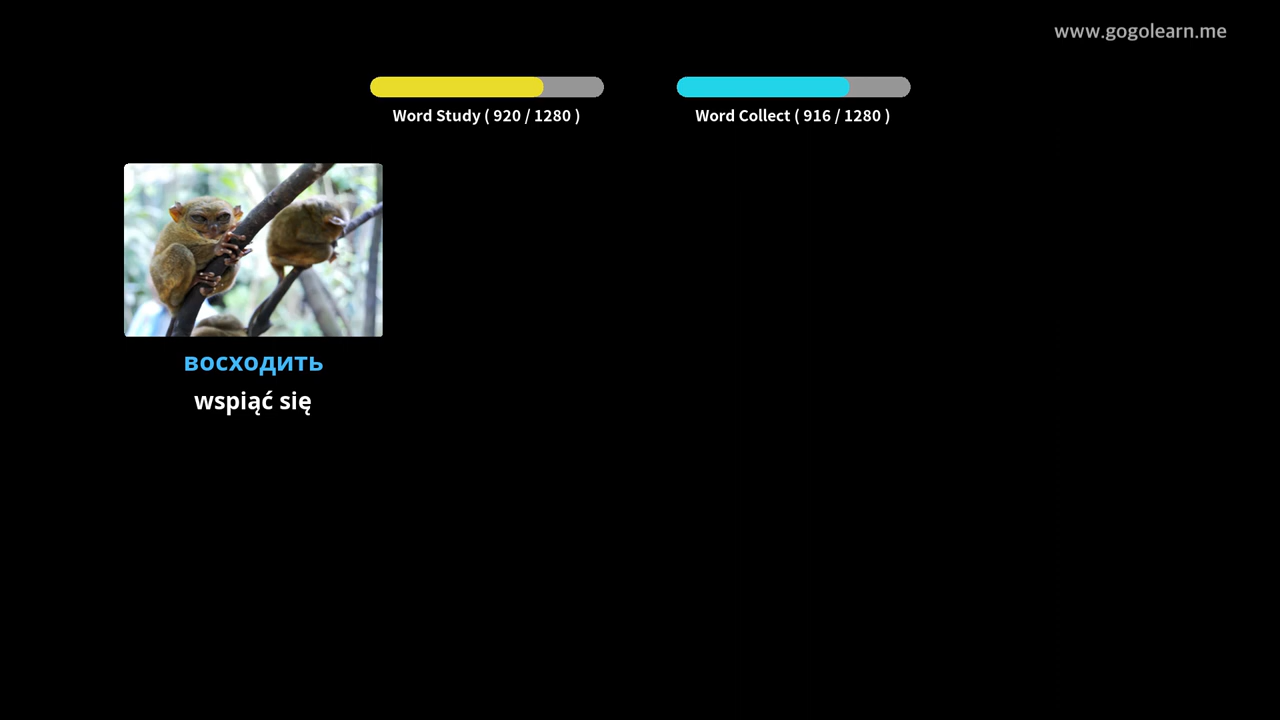 www.gogolearn.me
Word Study ( 920 / 1280 )
Word Collect ( 916 / 1280 )
восходить
wspiąć się